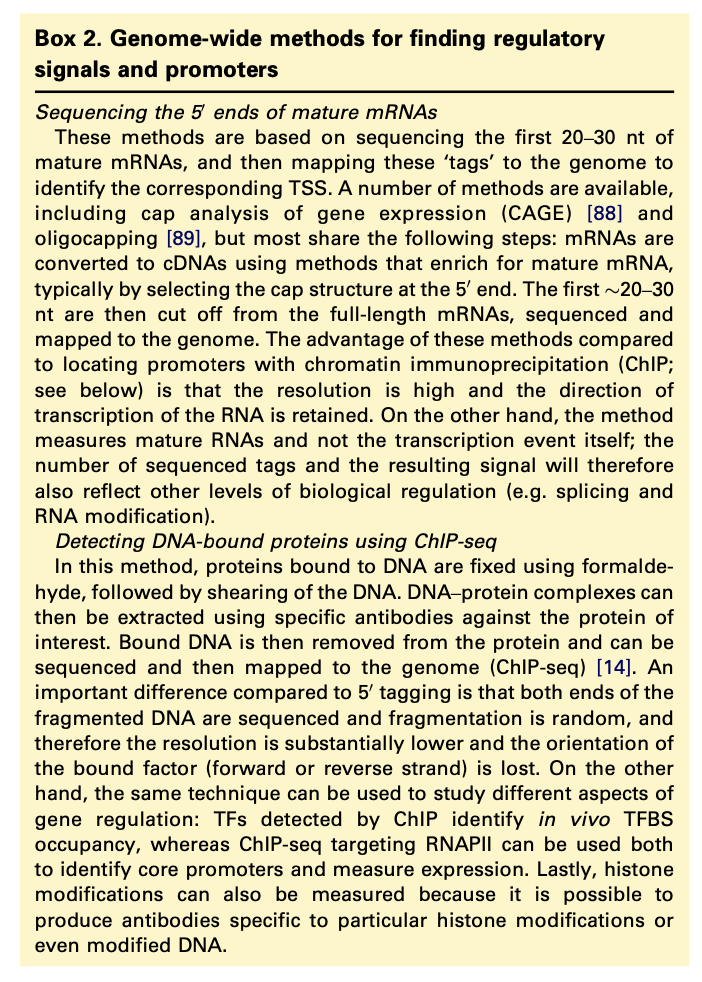 Box 2. Genome-wide methods for finding regulatory
signals and promoters
Sequencing the 5′ ends of mature mRNAs
These methods are based on sequencing the first 20–30 nt of
mature mRNAs, and then mapping these ‘tags’ to the genome to
identify the corresponding TSS. A number of methods are available,
including cap analysis of gene expression (CAGE) [88] and
oligocapping [89], but most share the following steps: mRNAs are
converted to cDNAs using methods that enrich for mature mRNA,
typically by selecting the cap structure at the 5′ end. The first ∼20–30
nt are then cut off from the full-length mRNAs, sequenced and
mapped to the genome. The advantage of these methods compared
to locating promoters with chromatin immunoprecipitation (ChIP;
see below) is that the resolution is high and the direction of
transcription of the RNA is retained. On the other hand, the method
measures mature RNAs and not the transcription event itself; the
number of sequenced tags and the resulting signal will therefore
also reflect other levels of biological regulation (e.g. splicing and
RNA modification).
Detecting DNA-bound proteins using ChIP-seq
In this method, proteins bound to DNA are fixed using formalde-
hyde, followed by shearing of the DNA. DNA–protein complexes can
then be extracted using specific antibodies against the protein of
interest. Bound DNA is then removed from the protein and can be
sequenced and then mapped to the genome (ChIP-seq) [14]. An
important difference compared to 5′ tagging is that both ends of the
fragmented DNA are sequenced and fragmentation is random, and
therefore the resolution is substantially lower and the orientation of
the bound factor (forward or reverse strand) is lost. On the other
hand, the same technique can be used to study different aspects of
gene regulation: TFs detected by ChIP identify in vivo TFBS
occupancy, whereas ChIP-seq targeting RNAPII can be used both
to identify core promoters and measure expression. Lastly, histone
modifications can also be measured because it is possible to
produce antibodies specific to particular histone modifications or
even modified DNA.